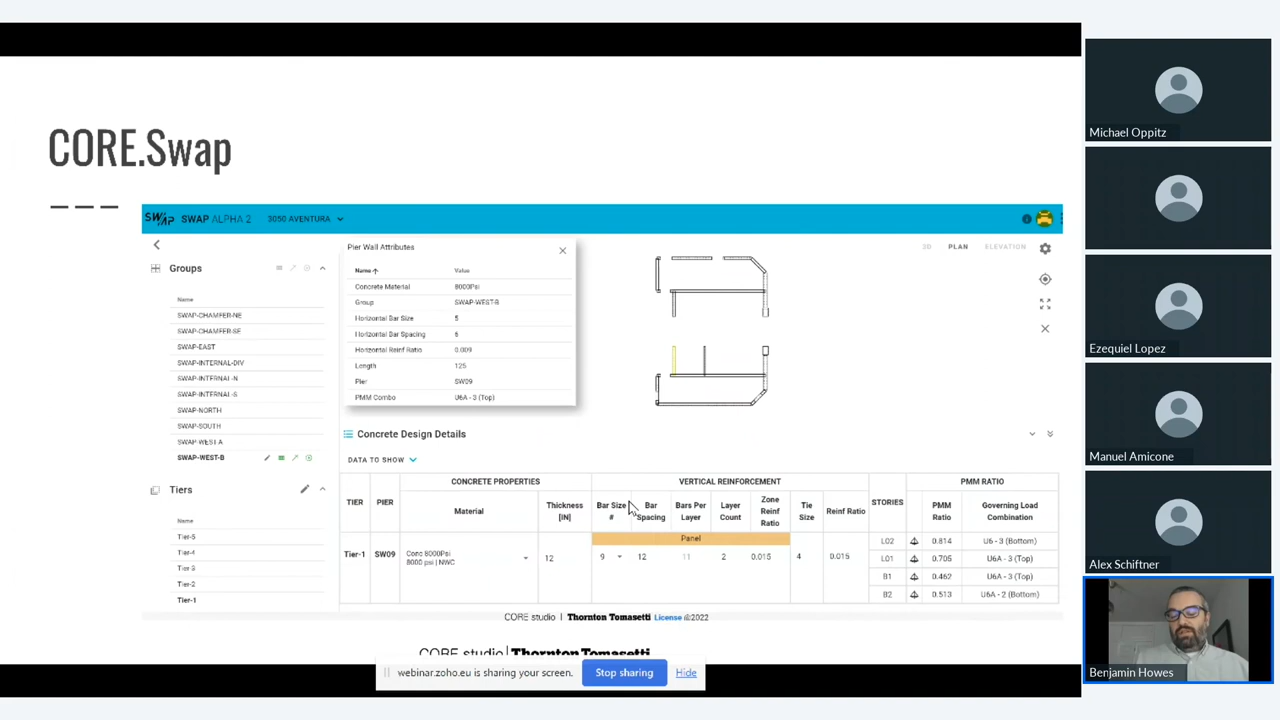 CORE.Swap
SWAP SWAP ALPHA 2 3050 AVENTURA
Groups
Name
SWAP-CHAMFER-NE
SWAP-CHAMFER-SE
SWAP-EAST
SWAP-INTERNAL-DIV
SWAP-INTERNAL-N
SWAP-INTERNAL-S
SWAP-NORTH
SWAP-SOUTH
SWAP-WEST-A
SWAP-WEST-B
Tiers
Name
Tier-5
Tier-4
Tier-3
Tier-2
Tier-1
Pier Wall Attributes
Name Value
Concrete Material 8000Psi
Group SWAP-WEST-B
Horizontal Bar Size 5
Horizontal Bar Spacing 6
Horizontal Reinf Ratio 0.009
Length 125
Pier SW09
PMM Combo U6A - 3 (Top)
3D PLAN ELEVATION
Concrete Design Details
DATA TO SHOW
TIER PIER CONCRETE PROPERTIES VERTICAL REINFORCEMENT STORIES PMM RATIO
Material Thickness [IN] Bar Size # Bar Spacing Bars Per Layer Layer Count Zone Reinf Ratio Tie Size Reinf Ratio PMM Ratio Governing Load Combination
Panel
Tier-1 SW09 Conc 8000Psi 12 9 12 11 2 0.015 4 0.015
8000 psi | NWC
L02 0.814 U6 - 3 (Bottom)
L01 0.705 U6A - 3 (Top)
B1 0.462 U6A - 3 (Top)
B2 0.513 U6A - 2 (Bottom)
CORE studio | Thornton Tomasetti License @2022
CORE studio | Thornton Tomasetti
webinar.zoho.eu is sharing your screen. Stop sharing Hide
Michael Oppitz
Ezequiel Lopez
Manuel Amicone
Alex Schiftner
Benjamin Howes